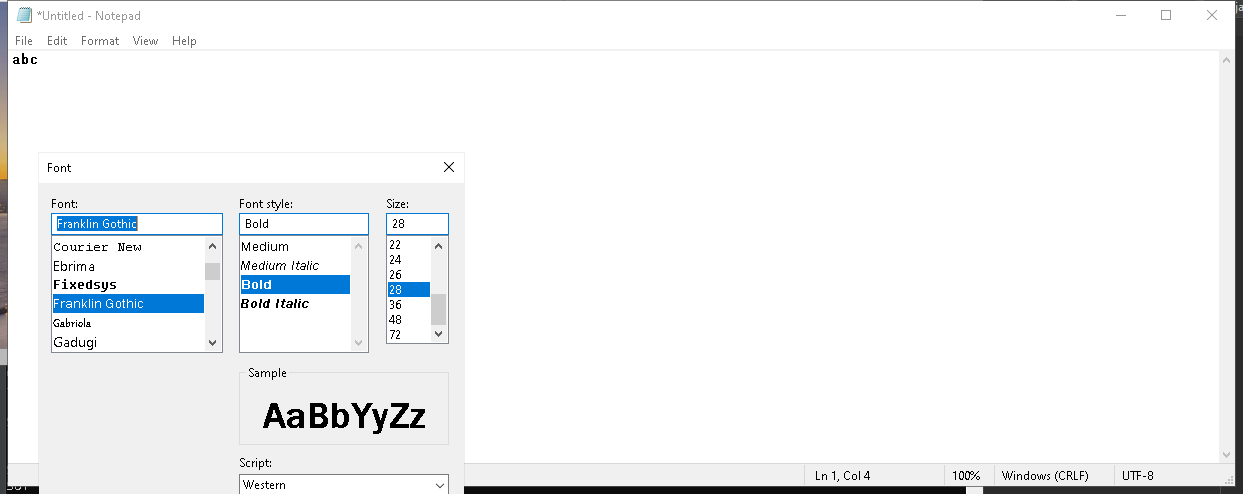 *Untitled - Notepad
File Edit Format View Help
abc
Font
Font: Font style: Size:
Franklin Gothic Bold 28
Courier New Medium 22
Ebrima Medium Italic 24
Fixedsys Bold 26
Franklin Gothic Bold Italic 28
Gabriola 36
Gadugi 48
72
Sample
AaBbYyZz
Script:
Western
Ln 1, Col 4 100% Windows (CRLF) UTF-8